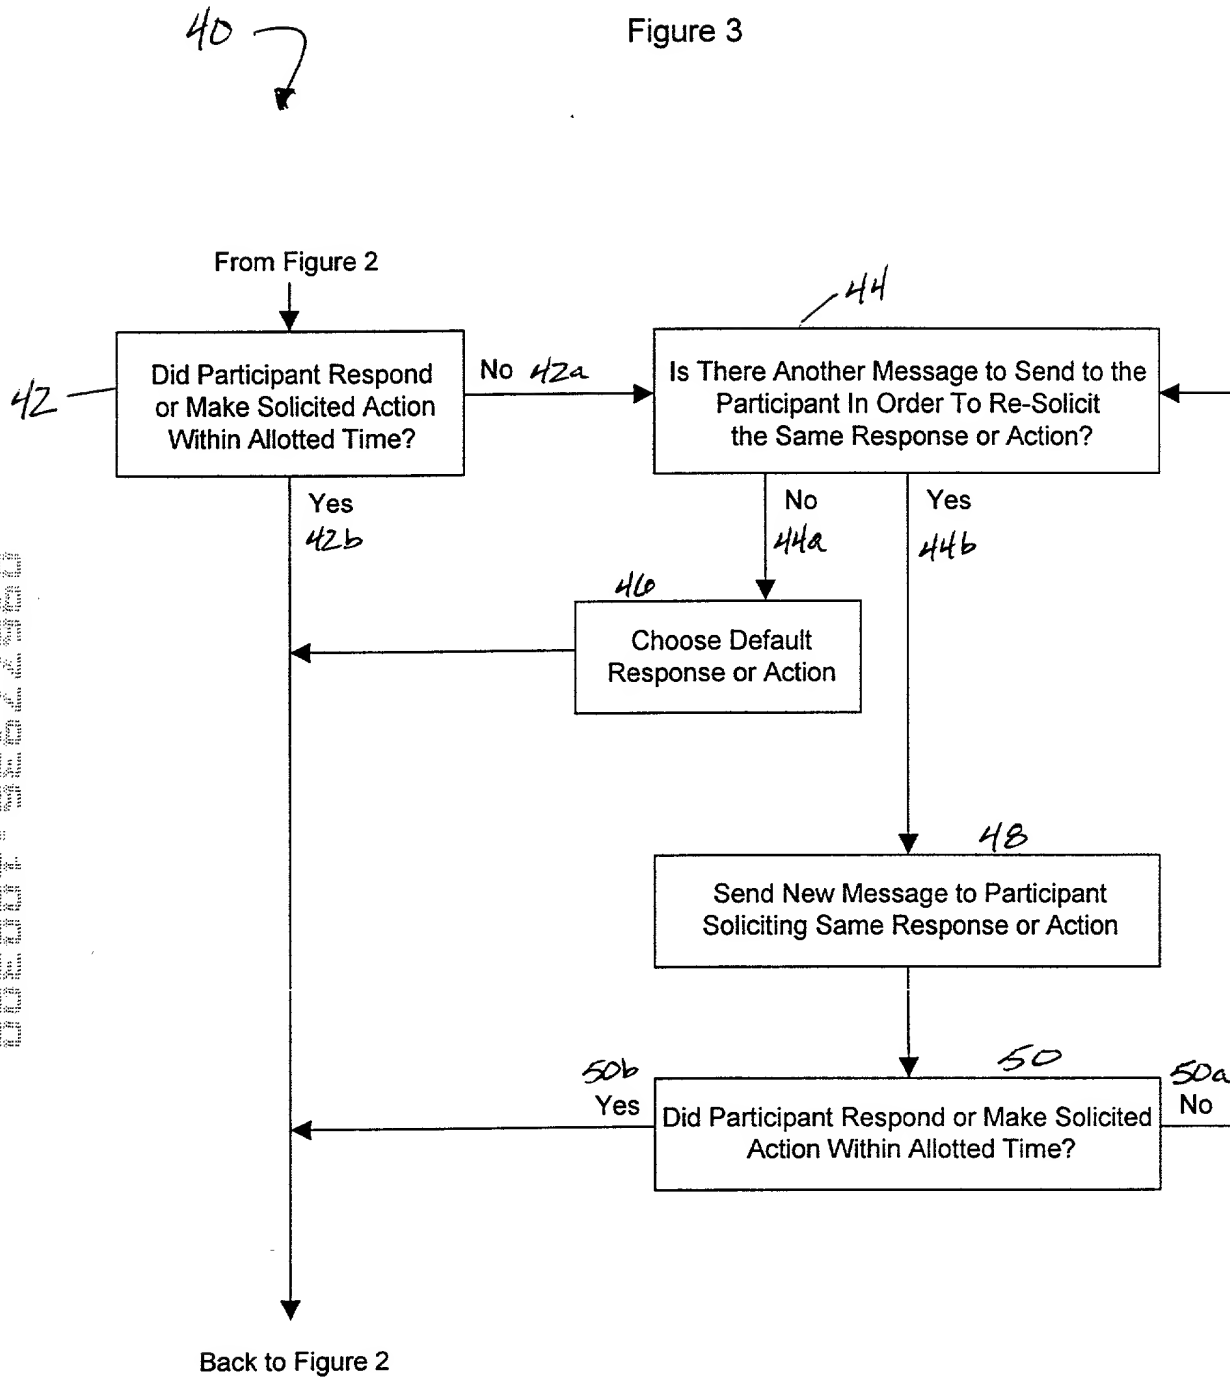 40
Figure 3
From Figure 2
44
42
Did Participant Respond
or Make Solicited Action
Within Allotted Time?
No 42a
Is There Another Message to Send to the
Participant In Order To Re-Solicit
the Same Response or Action?
Yes
42b
No
44a
Yes
44b
46
Choose Default
Response or Action
48
Send New Message to Participant
Soliciting Same Response or Action
50b
Yes
50
50a
No
Did Participant Respond or Make Solicited
Action Within Allotted Time?
Back to Figure 2